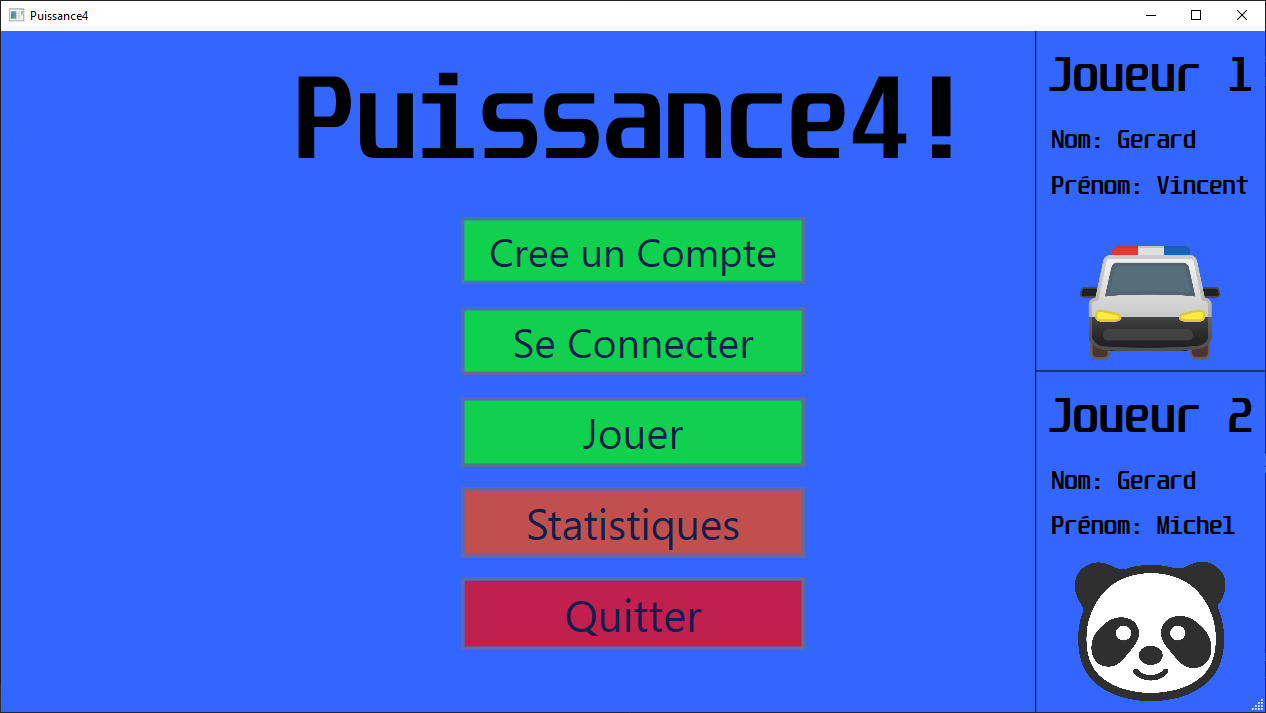 Puissance4
Puissance4!
Cree un Compte
Se Connecter
Jouer
Statistiques
Quitter
Joueur 1
Nom: Gerard
Prénom: Vincent
Joueur 2
Nom: Gerard
Prénom: Michel